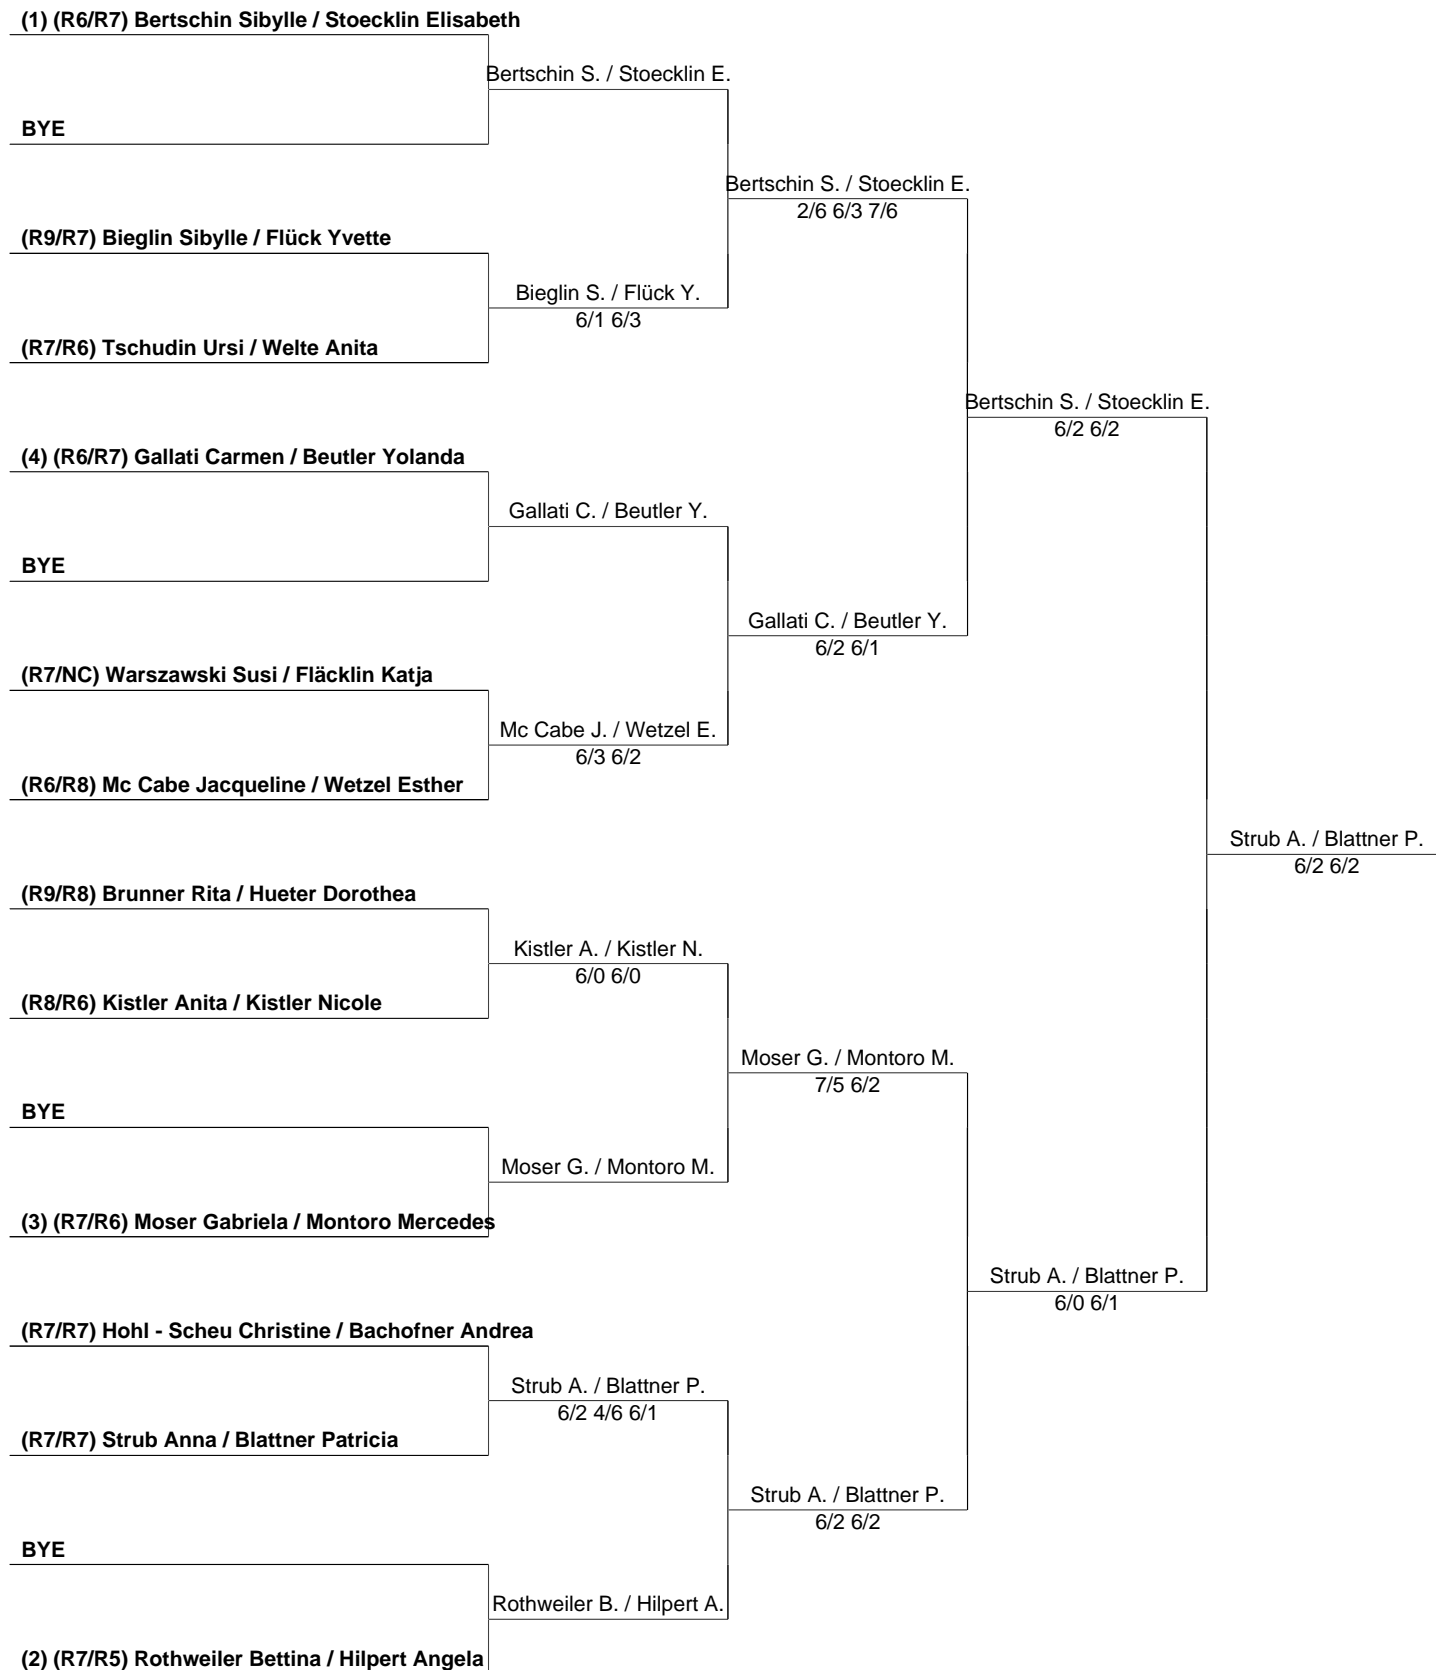 (1) (R6/R7) Bertschin Sibylle / Stoecklin Elisabeth
Bertschin S. / Stoecklin E.
BYE
Bertschin S. / Stoecklin E.
2/6 6/3 7/6
(R9/R7) Bieglin Sibylle / Flück Yvette
Bieglin S. / Flück Y.
6/1 6/3
(R7/R6) Tschudin Ursi / Welte Anita
Bertschin S. / Stoecklin E.
6/2 6/2
(4) (R6/R7) Gallati Carmen / Beutler Yolanda
Gallati C. / Beutler Y.
BYE
Gallati C. / Beutler Y.
6/2 6/1
(R7/NC) Warszawski Susi / Fläcklin Katja
Mc Cabe J. / Wetzel E.
6/3 6/2
(R6/R8) Mc Cabe Jacqueline / Wetzel Esther
Strub A. / Blattner P.
6/2 6/2
(R9/R8) Brunner Rita / Hueter Dorothea
Kistler A. / Kistler N.
6/0 6/0
(R8/R6) Kistler Anita / Kistler Nicole
Moser G. / Montoro M.
7/5 6/2
BYE
Moser G. / Montoro M.
(3) (R7/R6) Moser Gabriela / Montoro Mercedes
Strub A. / Blattner P.
6/0 6/1
(R7/R7) Hohl - Scheu Christine / Bachofner Andrea
Strub A. / Blattner P.
6/2 4/6 6/1
(R7/R7) Strub Anna / Blattner Patricia
Strub A. / Blattner P.
6/2 6/2
BYE
Rothweiler B. / Hilpert A.
(2) (R7/R5) Rothweiler Bettina / Hilpert Angela